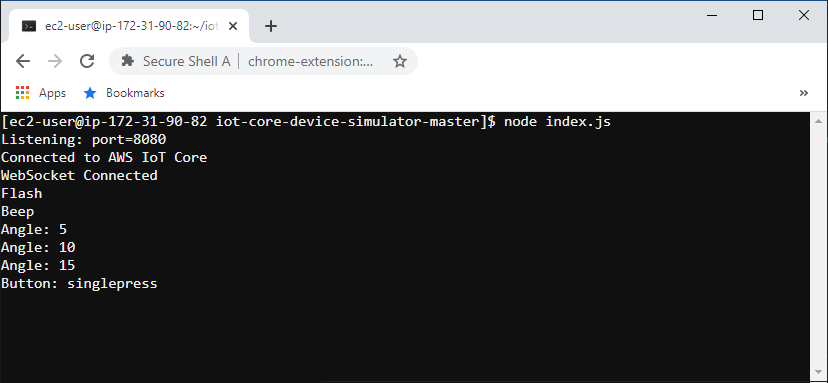 ec2-user@ip-172-31-90-82:~/iot
Secure Shell A | chrome-extension:...
Apps Bookmarks »
[ec2-user@ip-172-31-90-82 iot-core-device-simulator-master]$ node index.js
Listening: port=8080
Connected to AWS IoT Core
WebSocket Connected
Flash
Beep
Angle: 5
Angle: 10
Angle: 15
Button: singlepress